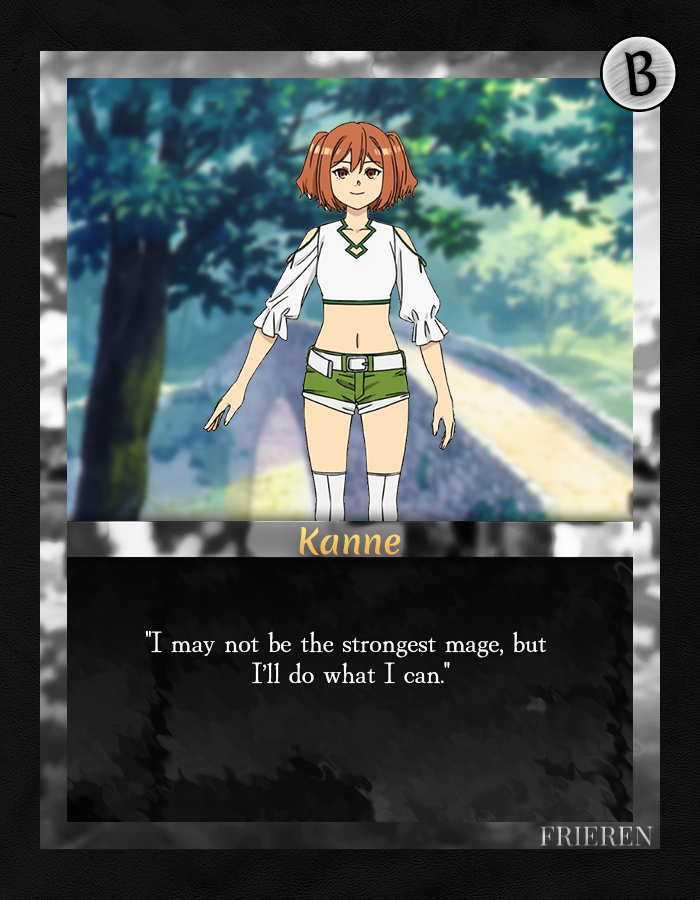 B
Kanne
"I may not be the strongest mage, but
I'll do what I can."
FRIEREN